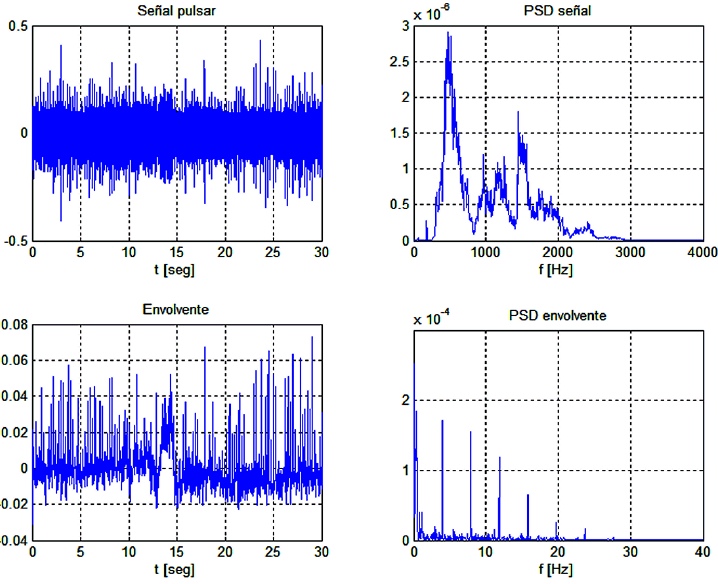 Señal pulsar
0.5
0
-0.5
0 5 10 15 20 25 30
t [seg]
PSD señal
x 10⁻⁶
3
2.5
2
1.5
1
0.5
0
0 1000 2000 3000 4000
f [Hz]
Envolvente
0.08
0.06
0.04
0.02
0
-0.02
-0.04
0 5 10 15 20 25 30
t [seg]
PSD envolvente
x 10⁻⁴
2
1
0
0 10 20 30 40
f [Hz]